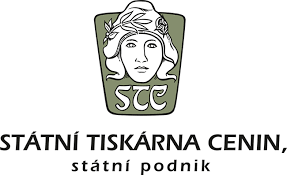 STC
STÁTNÍ TISKÁRNA CENIN,
státní podnik